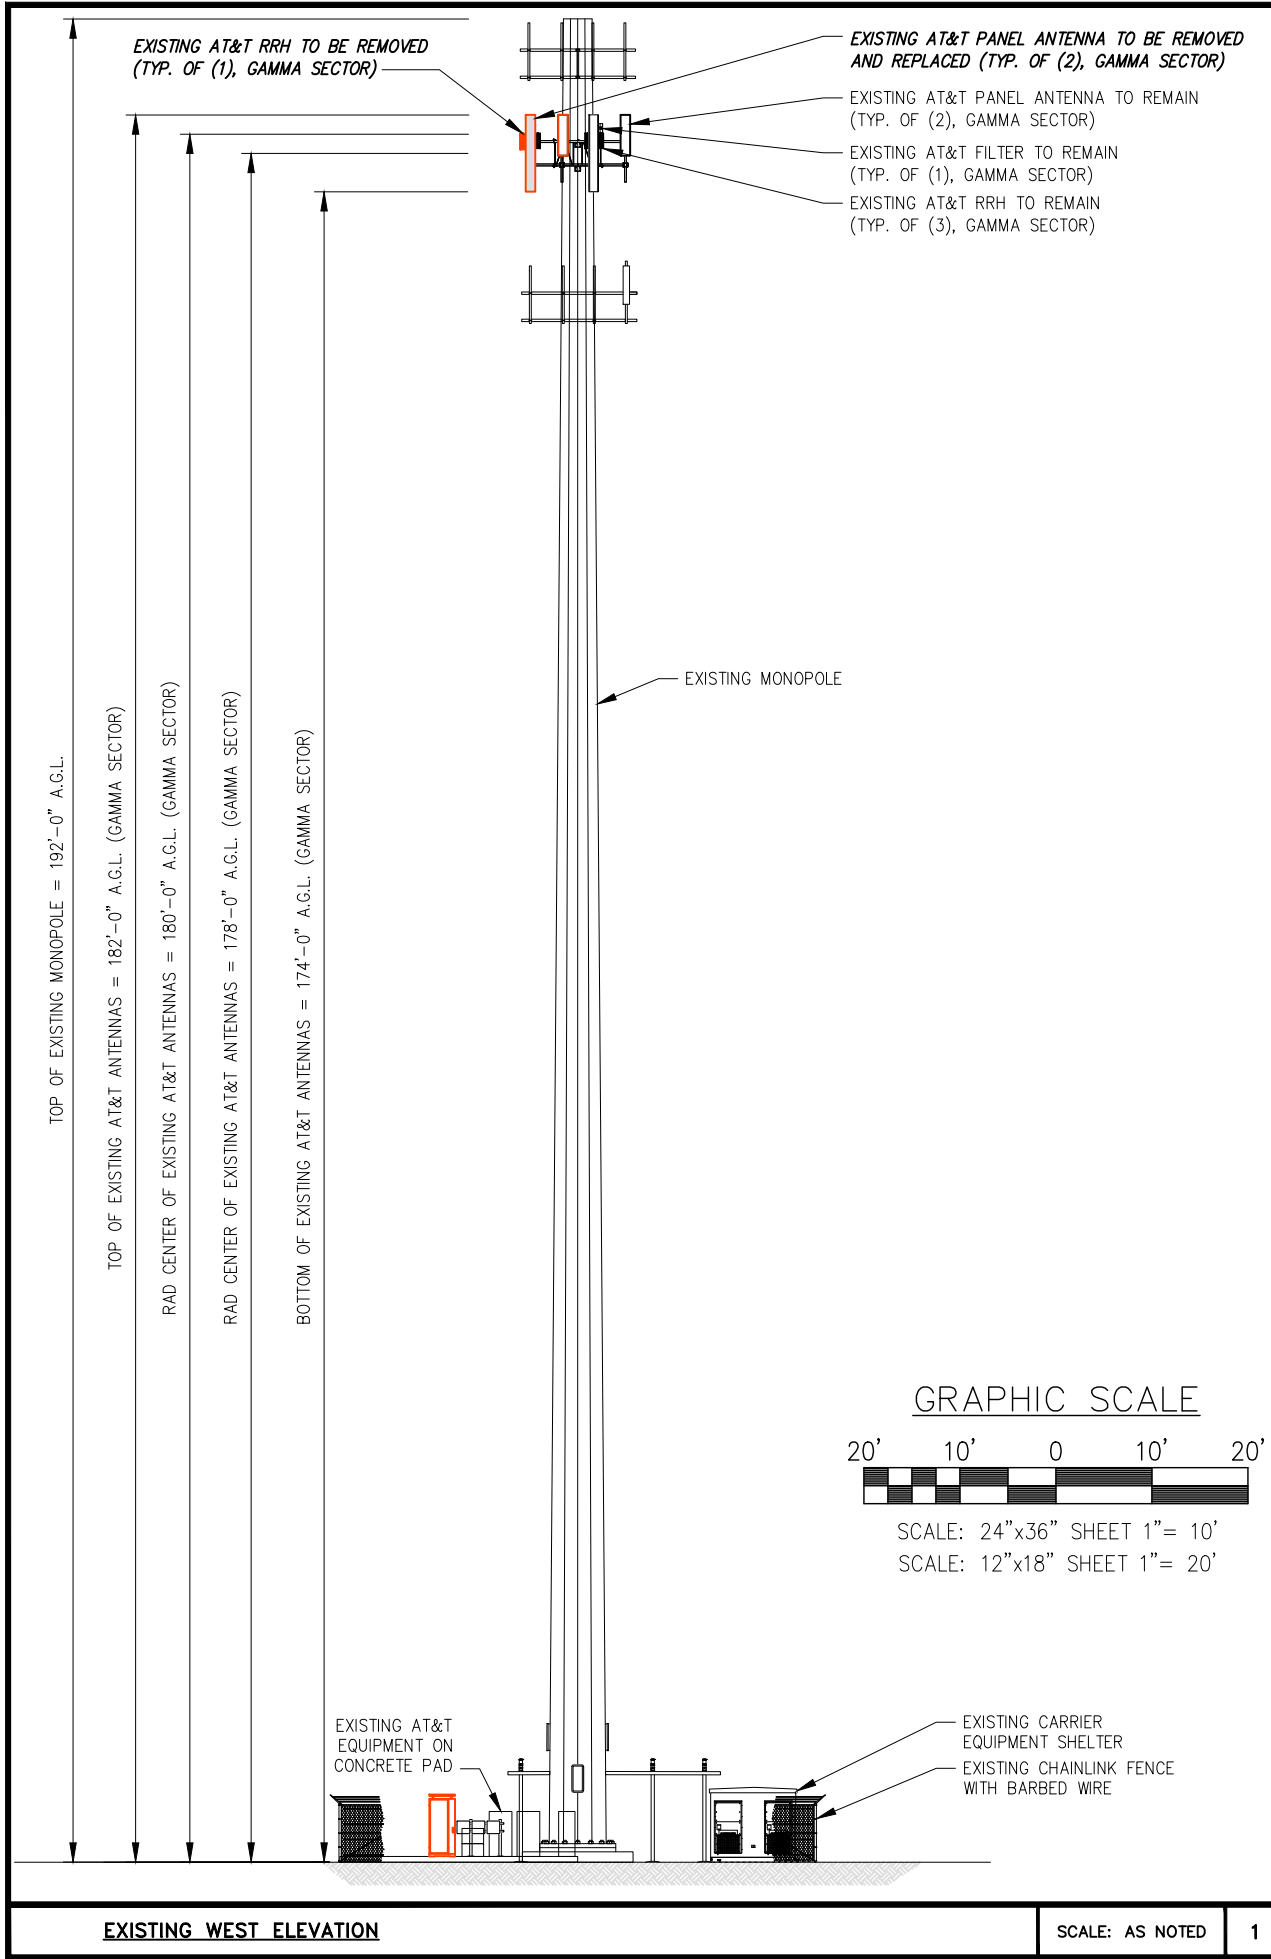 EXISTING AT&T RRH TO BE REMOVED
(TYP. OF (1), GAMMA SECTOR)
EXISTING AT&T PANEL ANTENNA TO BE REMOVED
AND REPLACED (TYP. OF (2), GAMMA SECTOR)
EXISTING AT&T PANEL ANTENNA TO REMAIN
(TYP. OF (2), GAMMA SECTOR)
EXISTING AT&T FILTER TO REMAIN
(TYP. OF (1), GAMMA SECTOR)
EXISTING AT&T RRH TO REMAIN
(TYP. OF (3), GAMMA SECTOR)
EXISTING MONOPOLE
TOP OF EXISTING MONOPOLE = 192'-0" A.G.L.
TOP OF EXISTING AT&T ANTENNAS = 182'-0" A.G.L. (GAMMA SECTOR)
RAD CENTER OF EXISTING AT&T ANTENNAS = 180'-0" A.G.L. (GAMMA SECTOR)
RAD CENTER OF EXISTING AT&T ANTENNAS = 178'-0" A.G.L. (GAMMA SECTOR)
BOTTOM OF EXISTING AT&T ANTENNAS = 174'-0" A.G.L. (GAMMA SECTOR)
GRAPHIC SCALE
20' 10' 0 10' 20'
SCALE: 24"x36" SHEET 1"= 10'
SCALE: 12"x18" SHEET 1"= 20'
EXISTING AT&T
EQUIPMENT ON
CONCRETE PAD
EXISTING CARRIER
EQUIPMENT SHELTER
EXISTING CHAINLINK FENCE
WITH BARBED WIRE
EXISTING WEST ELEVATION
SCALE: AS NOTED
1